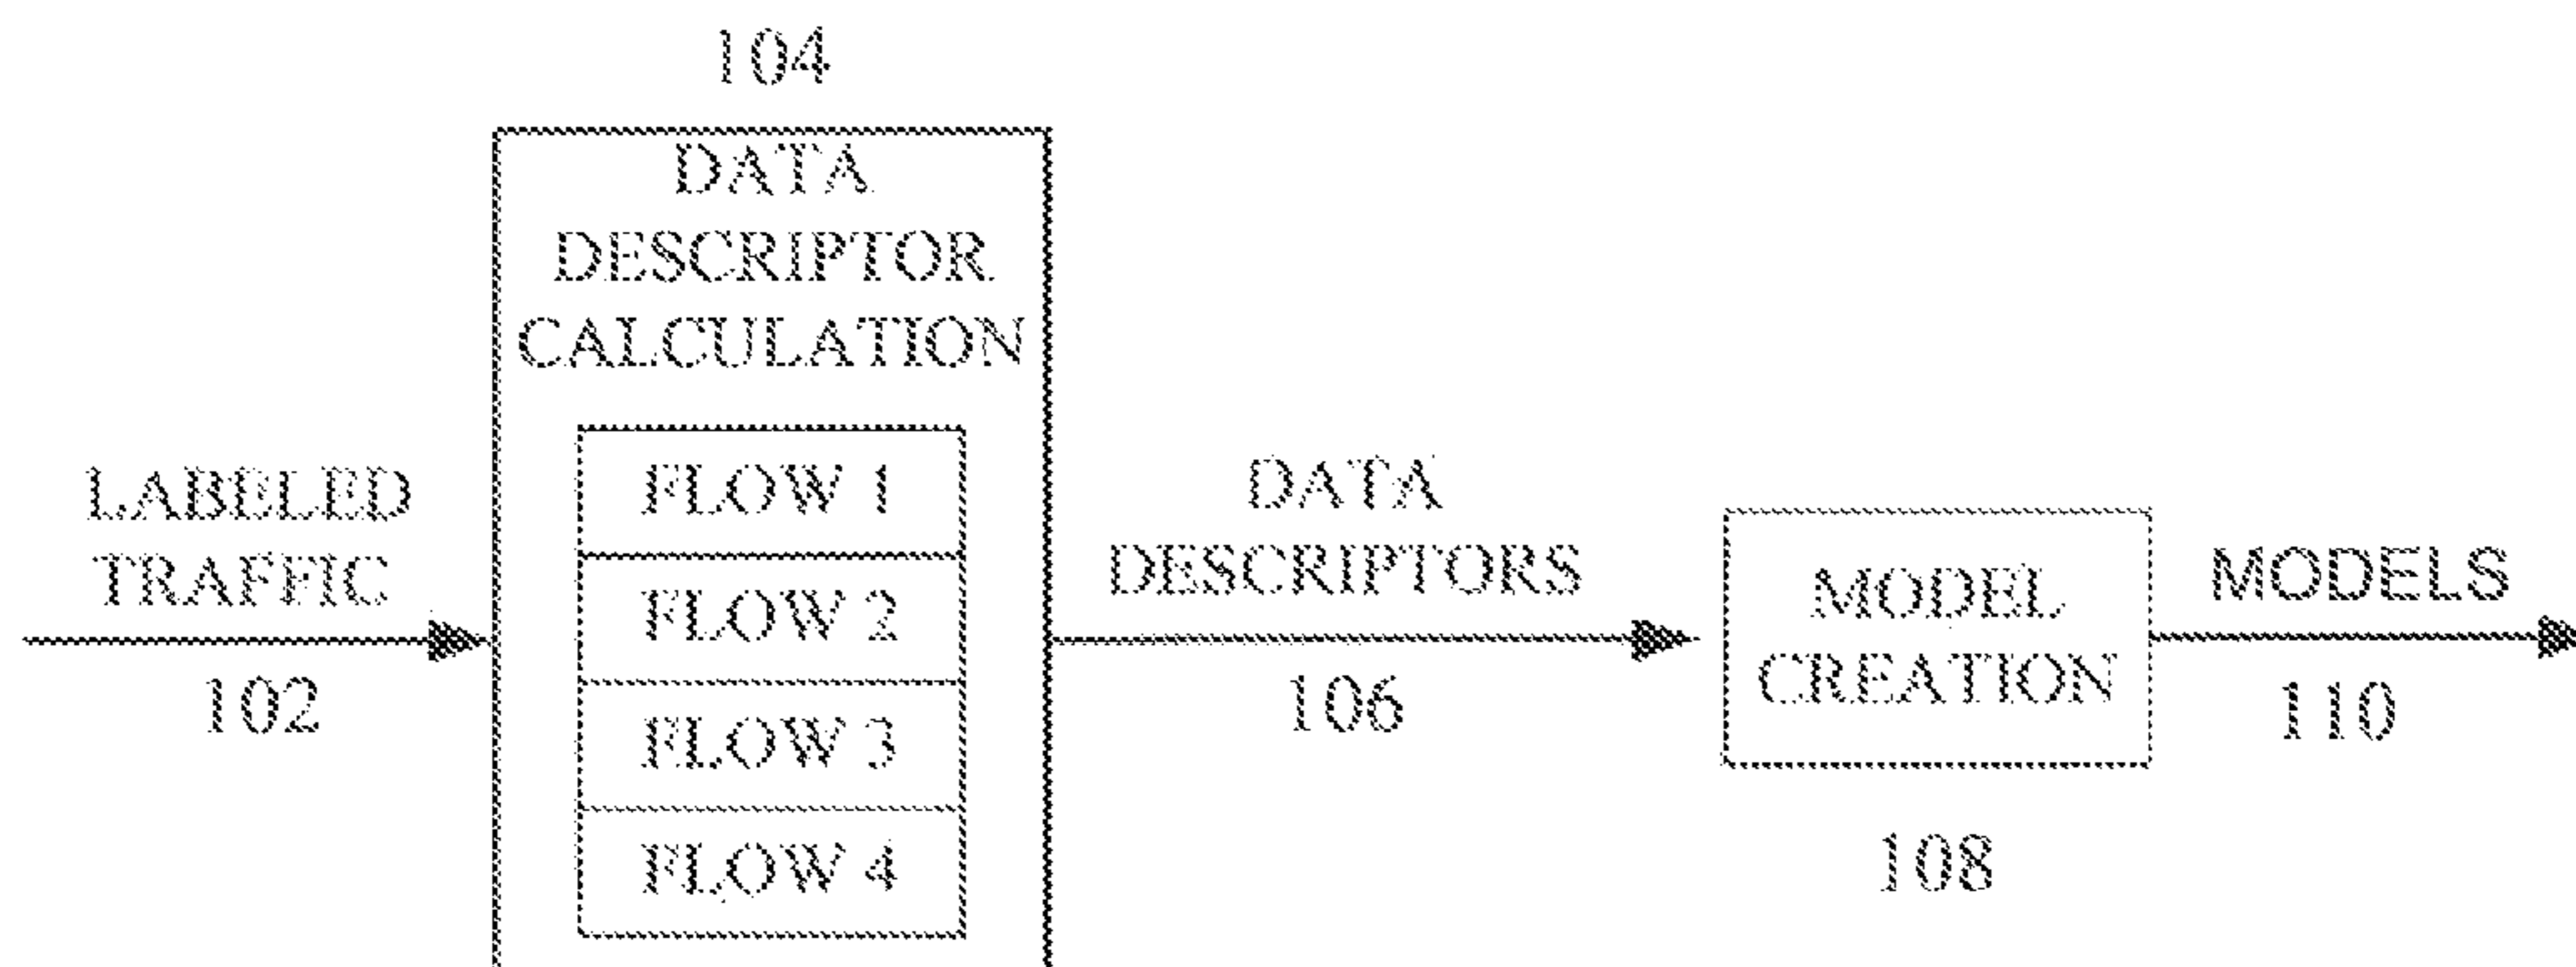 104
DATA
DESCRIPTOR
CALCULATION
FLOW 1
FLOW 2
FLOW 3
FLOW 4
LABELED
TRAFFIC
102
DATA
DESCRIPTORS
106
MODEL
CREATION
108
MODELS
110